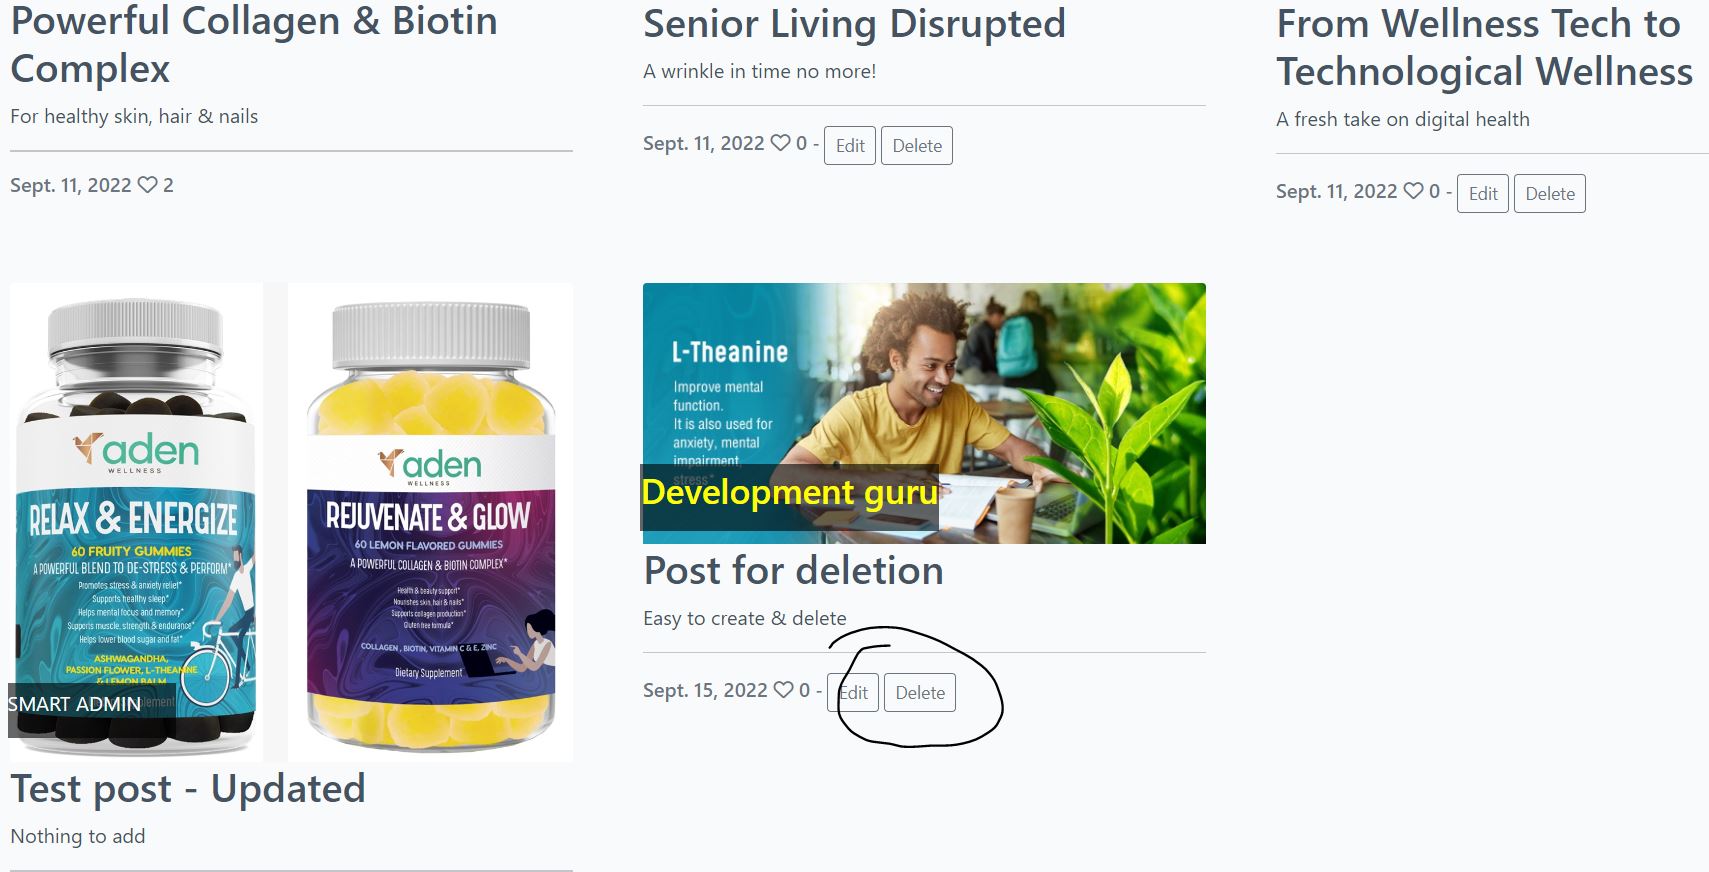 Powerful Collagen & Biotin
Complex
For healthy skin, hair & nails
Sept. 11, 2022 2
Senior Living Disrupted
A wrinkle in time no more!
Sept. 11, 2022 0 - Edit Delete
From Wellness Tech to
Technological Wellness
A fresh take on digital health
Sept. 11, 2022 0 - Edit Delete
aden
WELLNESS
RELAX & ENERGIZE
60 FRUITY GUMMIES
A POWERFUL BLEND TO DE-STRESS & PERFORM*
Promotes stress & anxiety relief*
Supports healthy sleep*
Helps mental focus and memory*
Supports muscle, strength & endurance*
Helps lower blood sugar and fat*
ASHWAGANDHA,
PASSION FLOWER, L-THEANINE
& LEMON BALM
SMART ADMIN
aden
WELLNESS
REJUVENATE & GLOW
60 LEMON FLAVORED GUMMIES
A POWERFUL COLLAGEN & BIOTIN COMPLEX*
Health & beauty support*
Nourishes skin, hair & nails*
Supports collagen production*
Gluten free formula*
COLLAGEN , BIOTIN, VITAMIN C & E, ZINC
Dietary Supplement
Test post - Updated
Nothing to add
L-Theanine
Improve mental
function.
It is also used for
anxiety, mental
impairment,
stress*
Development guru
Post for deletion
Easy to create & delete
Sept. 15, 2022 0 - Edit Delete